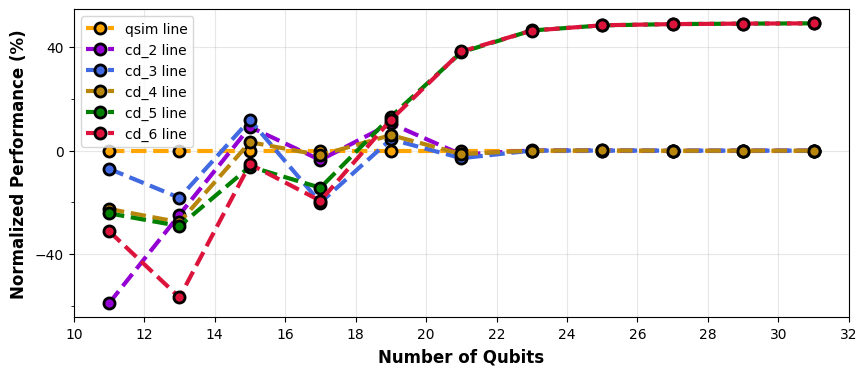 qsim line
cd_2 line
cd_3 line
cd_4 line
cd_5 line
cd_6 line
Normalized Performance (%)
40
0
−40
10 12 14 16 18 20 22 24 26 28 30 32
Number of Qubits